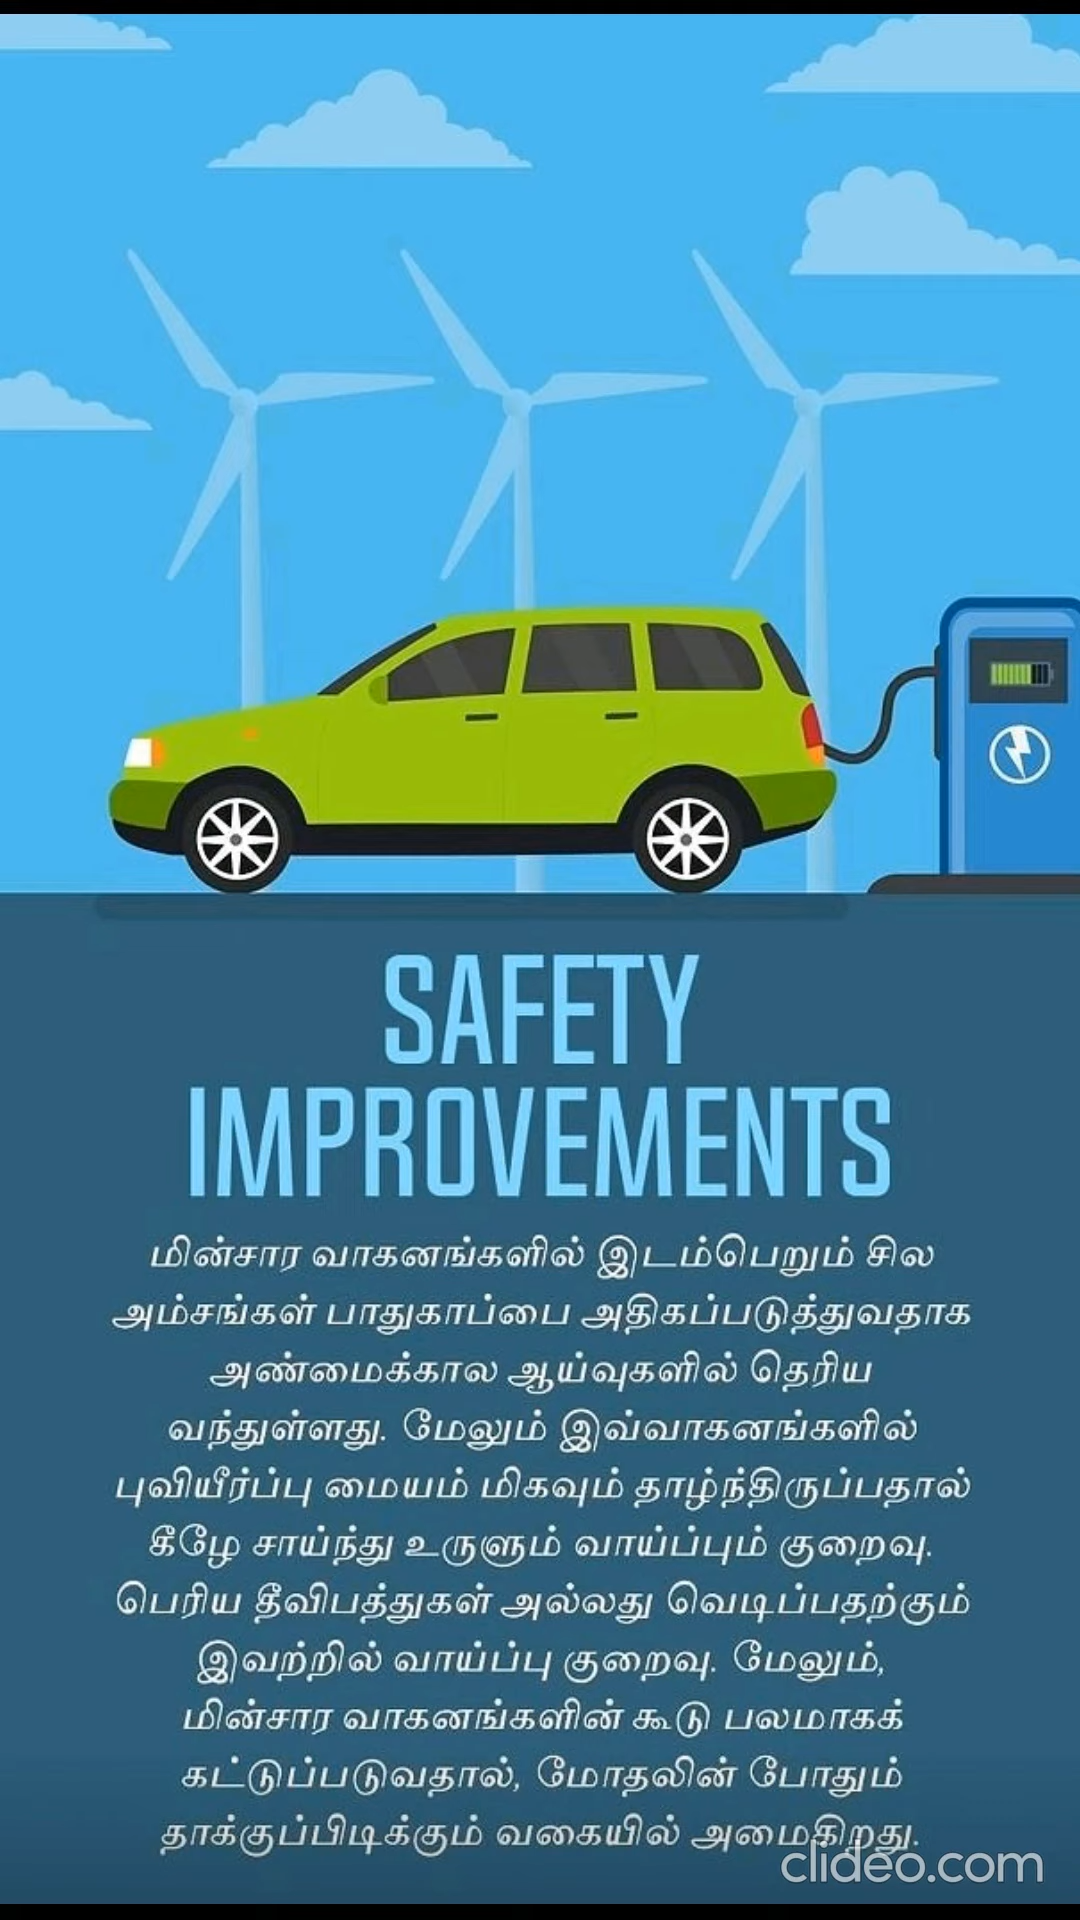 SAFETY
IMPROVEMENTS
மின்சார வாகனங்களில் இடம்பெறும் சில
அம்சங்கள் பாதுகாப்பை அதிகப்படுத்துவதாக
அண்மைக்கால ஆய்வுகளில் தெரிய
வந்துள்ளது. மேலும் இவ்வாகனங்களில்
புவியீர்ப்பு மையம் மிகவும் தாழ்ந்திருப்பதால்
கீழே சாய்ந்து உருளும் வாய்ப்பும் குறைவு.
பெரிய தீவிபத்துகள் அல்லது வெடிப்பதற்கும்
இவற்றில் வாய்ப்பு குறைவு. மேலும்,
மின்சார வாகனங்களின் கூடு பலமாகக்
கட்டுப்படுவதால், மோதலின் போதும்
தாக்குப்பிடிக்கும் வகையில் அமைகிறது.
clideo.com